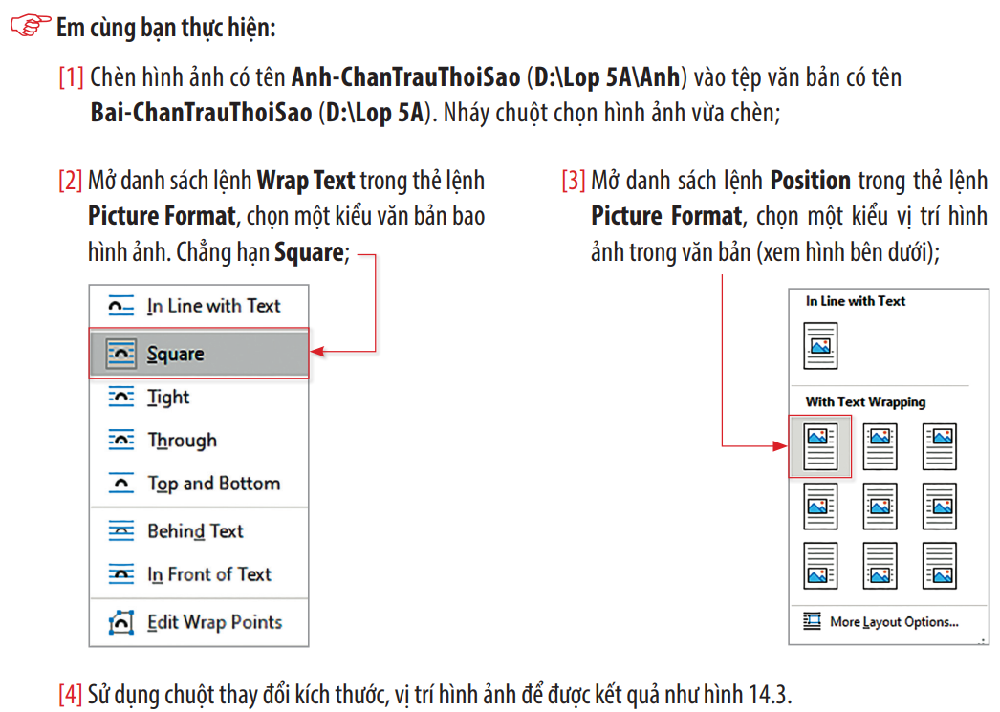 Em cùng bạn thực hiện:
[1] Chèn hình ảnh có tên Anh-ChanTrauThoiSao (D:\Lop 5A\Anh) vào tệp văn bản có tên
Bai-ChanTrauThoiSao (D:\Lop 5A). Nháy chuột chọn hình ảnh vừa chèn;
[2] Mở danh sách lệnh Wrap Text trong thẻ lệnh
Picture Format, chọn một kiểu văn bản bao
hình ảnh. Chẳng hạn Square;
In Line with Text
Square
Tight
Through
Top and Bottom
Behind Text
In Front of Text
Edit Wrap Points
[3] Mở danh sách lệnh Position trong thẻ lệnh
Picture Format, chọn một kiểu vị trí hình
ảnh trong văn bản (xem hình bên dưới);
In Line with Text
With Text Wrapping
More Layout Options...
[4] Sử dụng chuột thay đổi kích thước, vị trí hình ảnh để được kết quả như hình 14.3.